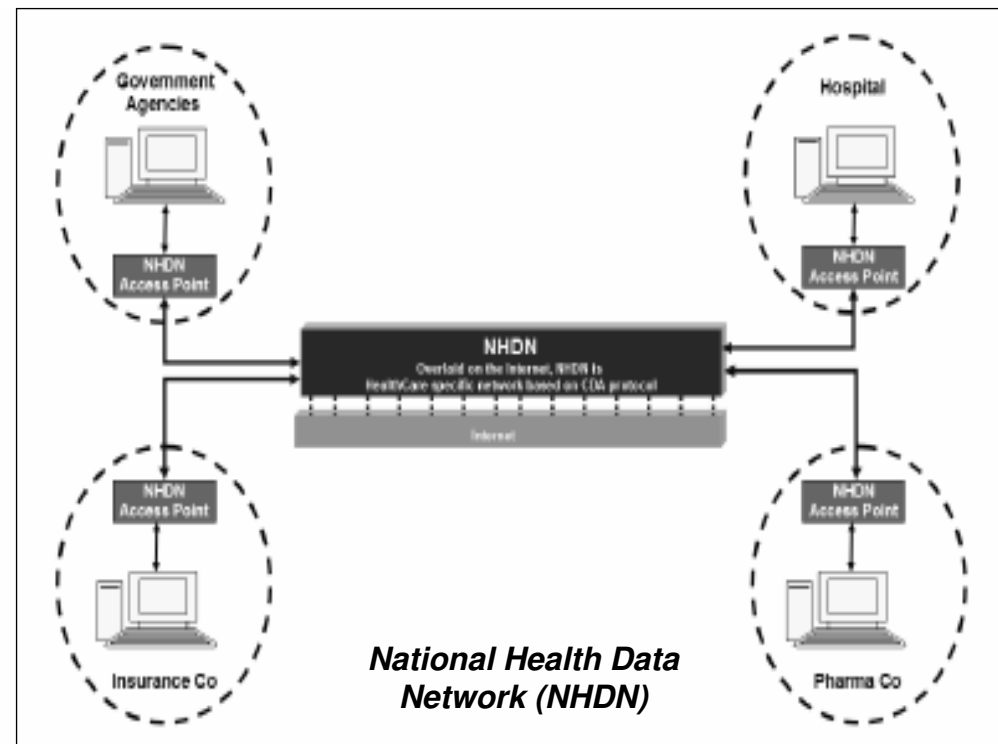 Government
Agencies
NHDN
Access Point
Hospital
NHDN
Access Point
NHDN
Overlaid on the Internet, NHDN Is
HealthCare specific network based on CDA protocol
Internet
NHDN
Access Point
Insurance Co
NHDN
Access Point
Pharma Co
National Health Data
Network (NHDN)